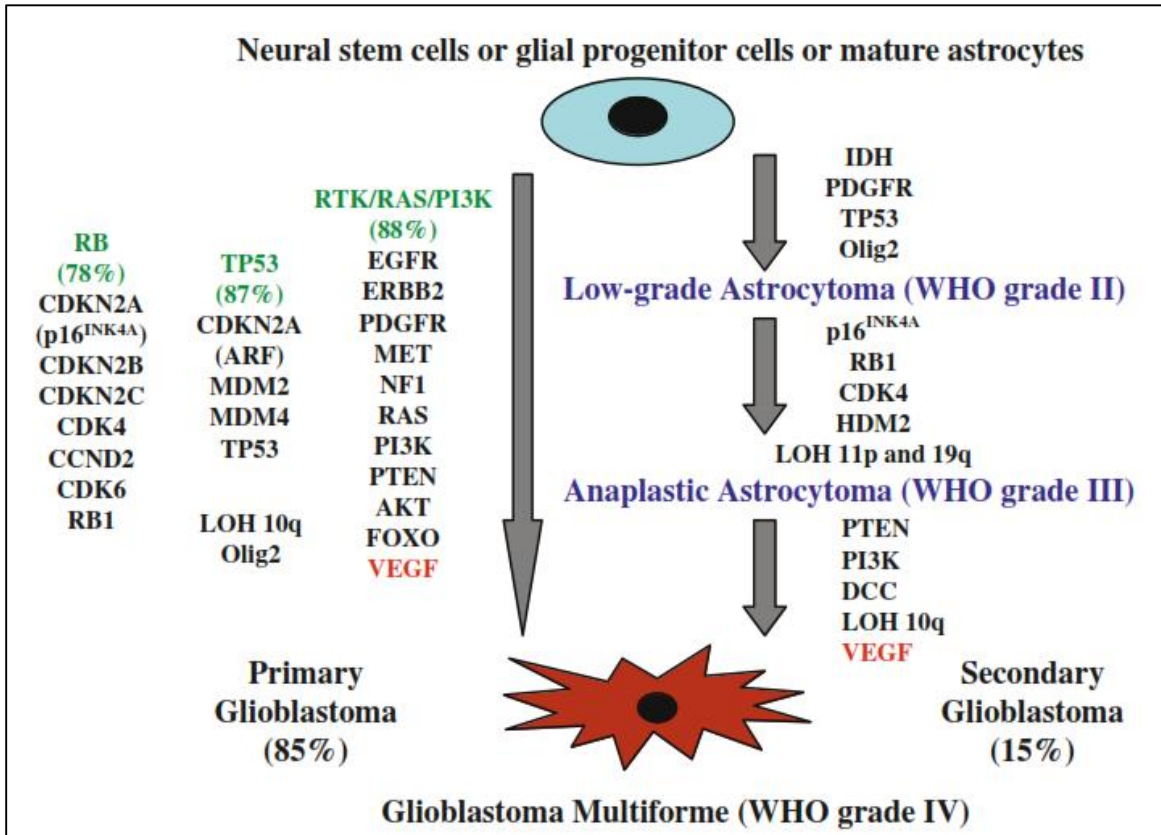 Neural stem cells or glial progenitor cells or mature astrocytes
RB
(78%)
CDKN2A
(p16INK4A)
CDKN2B
CDKN2C
CDK4
CCND2
CDK6
RB1
TP53
(87%)
CDKN2A
(ARF)
MDM2
MDM4
TP53
LOH 10q
Olig2
RTK/RAS/PI3K
(88%)
EGFR
ERBB2
PDGFR
MET
NF1
RAS
PI3K
PTEN
AKT
FOXO
VEGF
IDH
PDGFR
TP53
Olig2
Low-grade Astrocytoma (WHO grade II)
p16INK4A
RB1
CDK4
HDM2
LOH 11p and 19q
Anaplastic Astrocytoma (WHO grade III)
PTEN
PI3K
DCC
LOH 10q
VEGF
Primary
Glioblastoma
(85%)
Secondary
Glioblastoma
(15%)
Glioblastoma Multiforme (WHO grade IV)